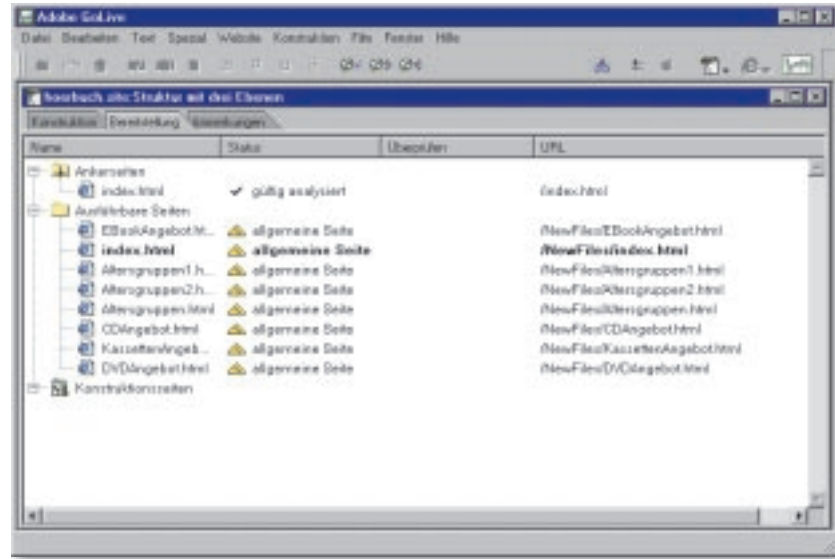 Adobe GoLive
Datei Bearbeiten Text Spezial Website Konstruktion Film Fenster Hilfe
hoerbuch.site:Struktur mit drei Ebenen
Konstruktion Bereitstellung Anmerkungen
Name Status Überprüfen URL
Ankerseiten
index.html gültig analysiert /index.html
Ausführbare Seiten
EBookAngebot.ht... allgemeine Seite /NewFiles/EBookAngebot.html
index.html allgemeine Seite /NewFiles/index.html
Altersgruppen1.h... allgemeine Seite /NewFiles/Altersgruppen1.html
Altersgruppen2.h... allgemeine Seite /NewFiles/Altersgruppen2.html
Altersgruppen.html allgemeine Seite /NewFiles/Altersgruppen.html
CDAngebot.html allgemeine Seite /NewFiles/CDAngebot.html
KassettenAngeb... allgemeine Seite /NewFiles/KassettenAngebot.html
DVDAngebot.html allgemeine Seite /NewFiles/DVDAngebot.html
Konstruktionsseiten